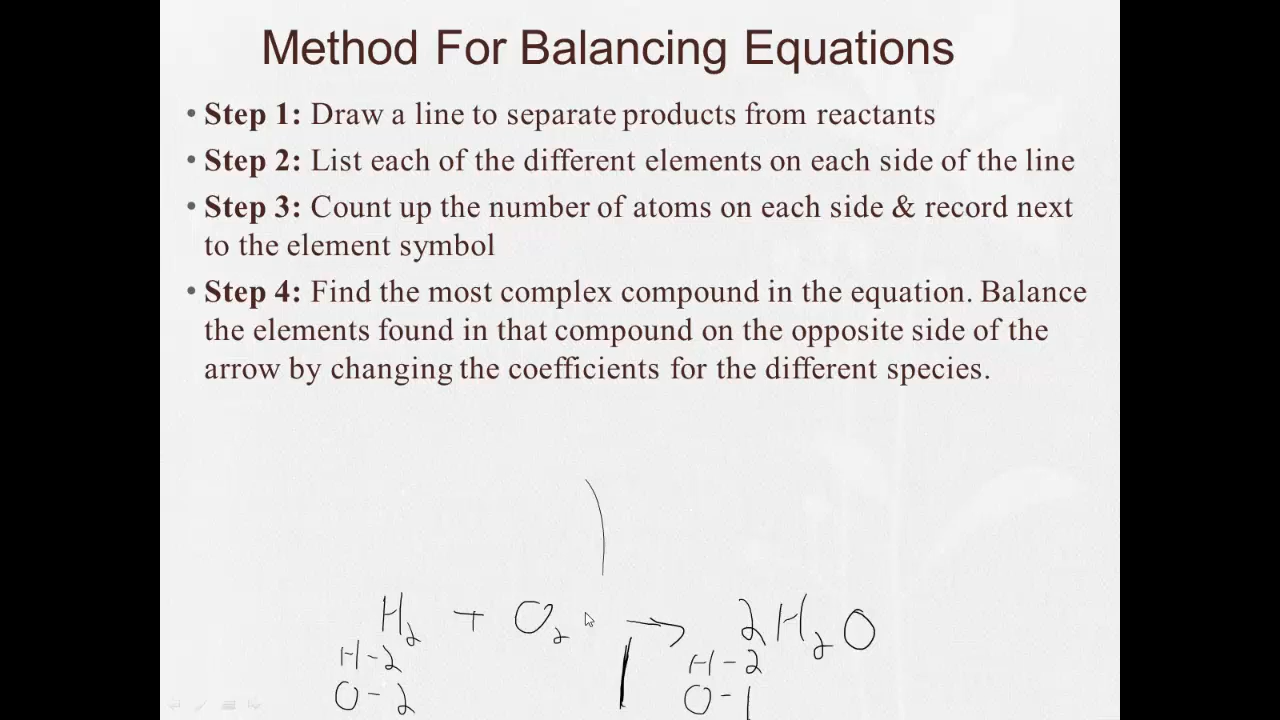 Method For Balancing Equations
• Step 1: Draw a line to separate products from reactants
• Step 2: List each of the different elements on each side of the line
• Step 3: Count up the number of atoms on each side & record next
to the element symbol
• Step 4: Find the most complex compound in the equation. Balance
the elements found in that compound on the opposite side of the
arrow by changing the coefficients for the different species.
H₂ + O₂ → 2H₂O
H-2 H-2
O-2 O-1